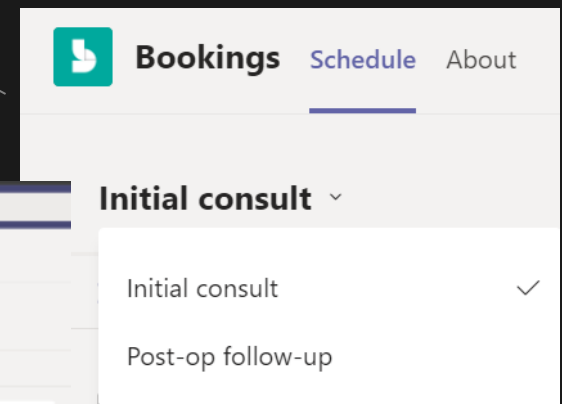 Bookings Schedule About
Initial consult
Initial consult
Post-op follow-up